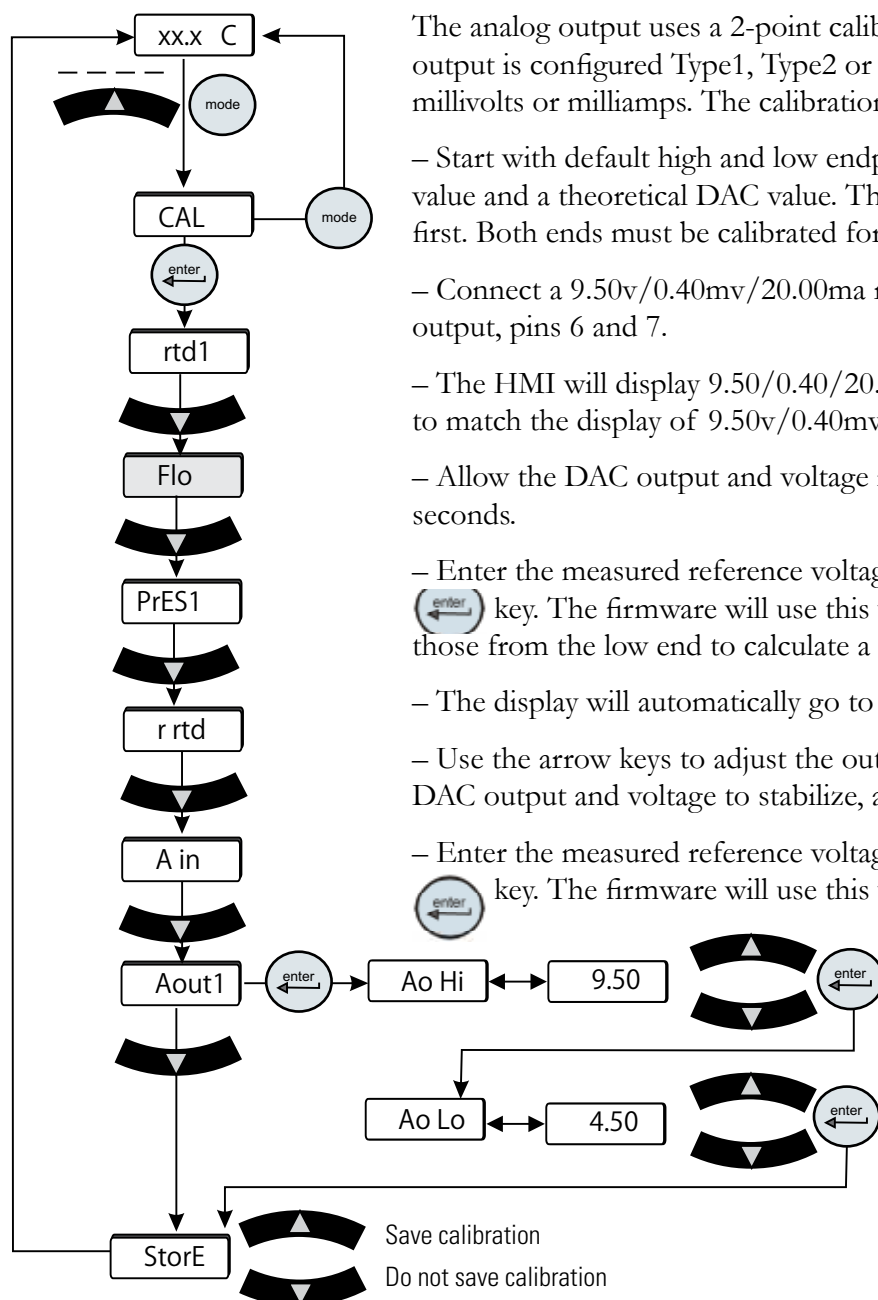 The analog output uses a 2-point calib
output is configured Type1, Type2 or
millivolts or milliamps. The calibration
– Start with default high and low endp
value and a theoretical DAC value. Th
first. Both ends must be calibrated for
– Connect a 9.50v/0.40mv/20.00ma
output, pins 6 and 7.
– The HMI will display 9.50/0.40/20.
to match the display of 9.50v/0.40mv
– Allow the DAC output and voltage
seconds.
– Enter the measured reference voltag
enter key. The firmware will use this
those from the low end to calculate a
– The display will automatically go to
– Use the arrow keys to adjust the out
DAC output and voltage to stabilize, a
– Enter the measured reference voltag
enter key. The firmware will use this
xx.x C
mode
CAL
mode
enter
rtd1
Flo
PrES1
r rtd
A in
Aout1
enter
Ao Hi
9.50
enter
Ao Lo
4.50
enter
StorE
Save calibration
Do not save calibration